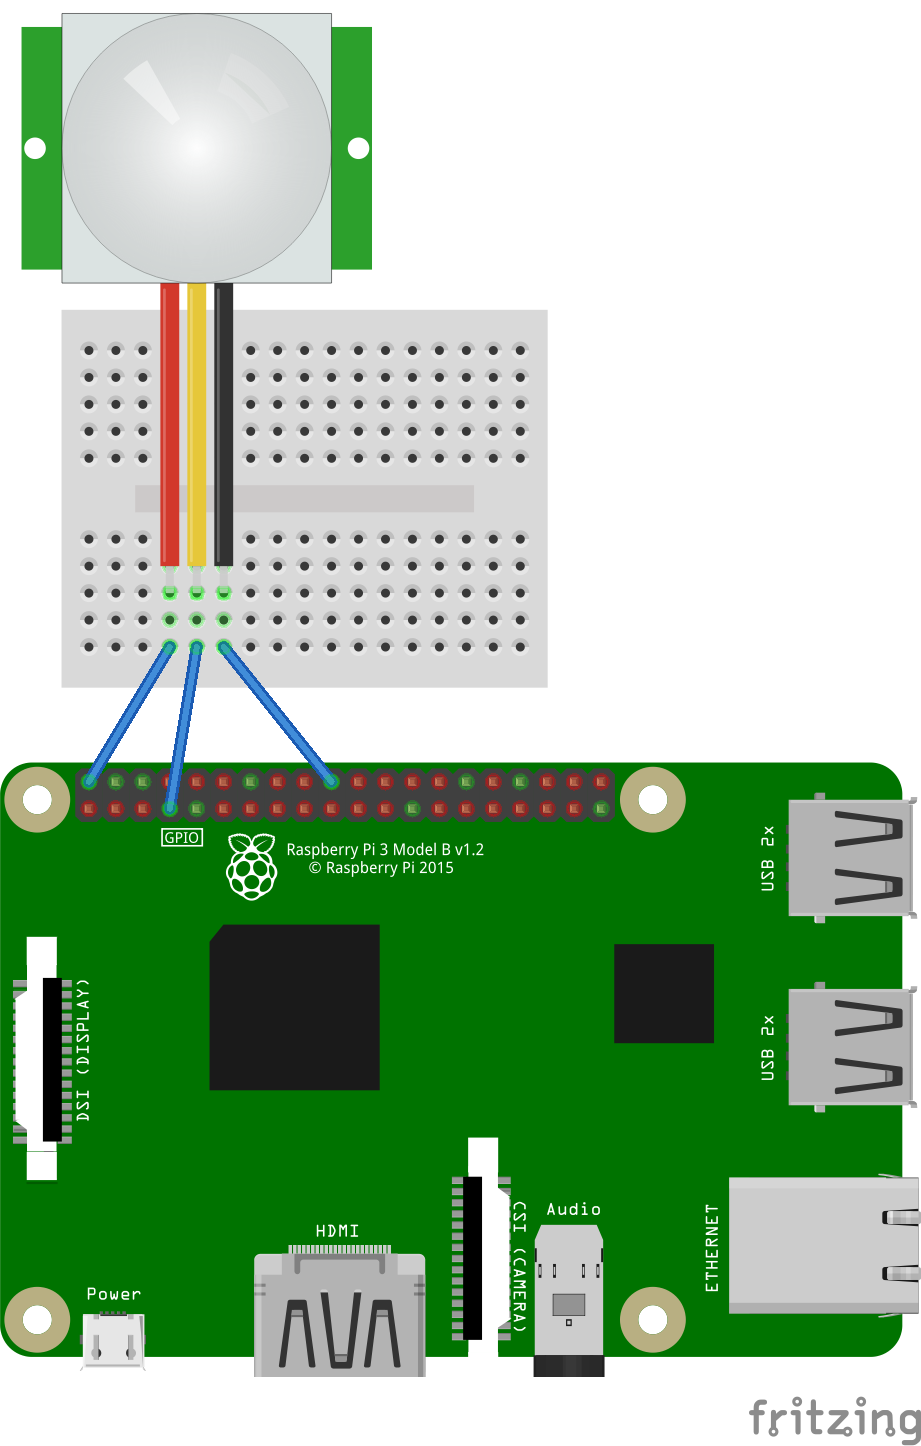 GPIO
Raspberry Pi 3 Model B v1.2
© Raspberry Pi 2015
USB 2x
DSI (DISPLAY)
USB 2x
CSI (CAMERA)
Audio
ETHERNET
HDMI
Power
fritzing